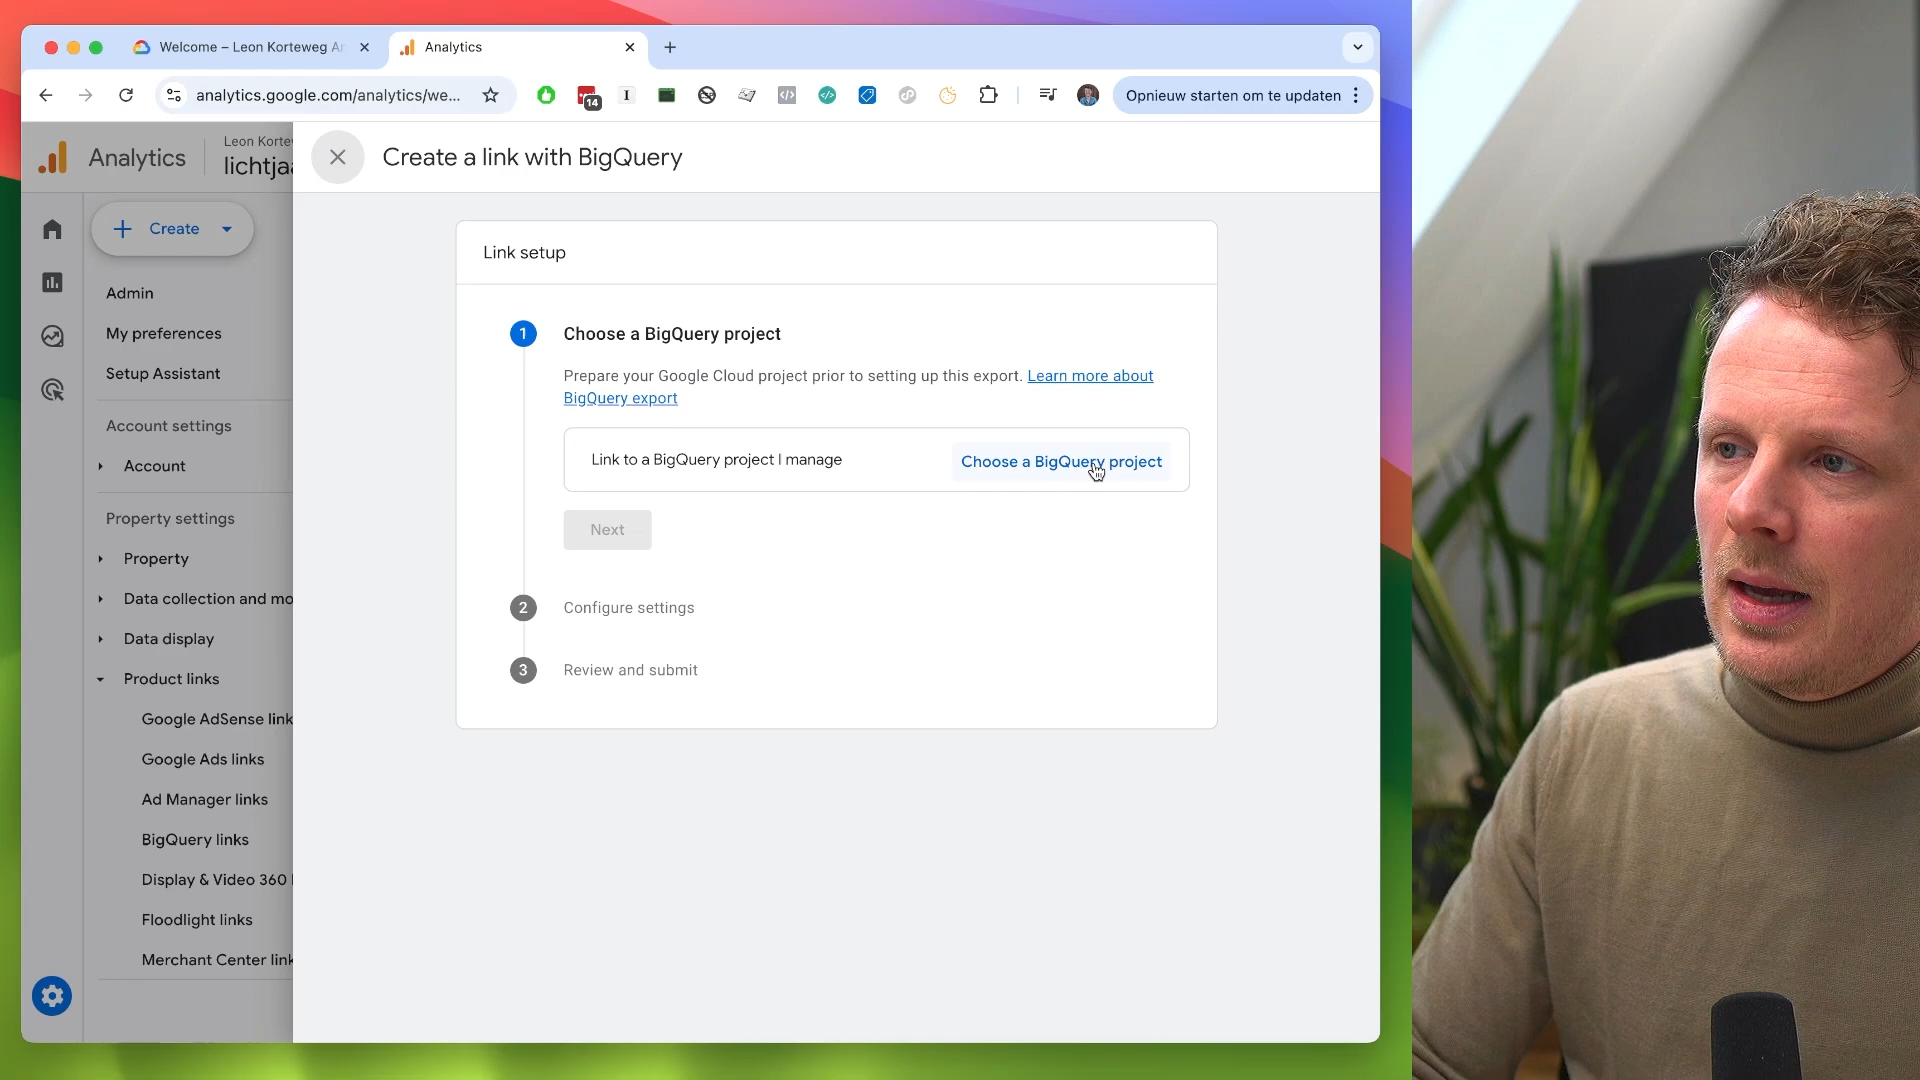 Welcome – Leon Korteweg An
Analytics
analytics.google.com/analytics/we...
14
Opnieuw starten om te updaten
Analytics
Leon Korte
lichtjaa
Create a link with BigQuery
Create
Admin
My preferences
Setup Assistant
Account settings
Account
Property settings
Property
Data collection and mo
Data display
Product links
Google AdSense link
Google Ads links
Ad Manager links
BigQuery links
Display & Video 360 l
Floodlight links
Merchant Center link
Link setup
1
Choose a BigQuery project
Prepare your Google Cloud project prior to setting up this export. Learn more about
BigQuery export
Link to a BigQuery project I manage
Choose a BigQuery project
Next
2
Configure settings
3
Review and submit